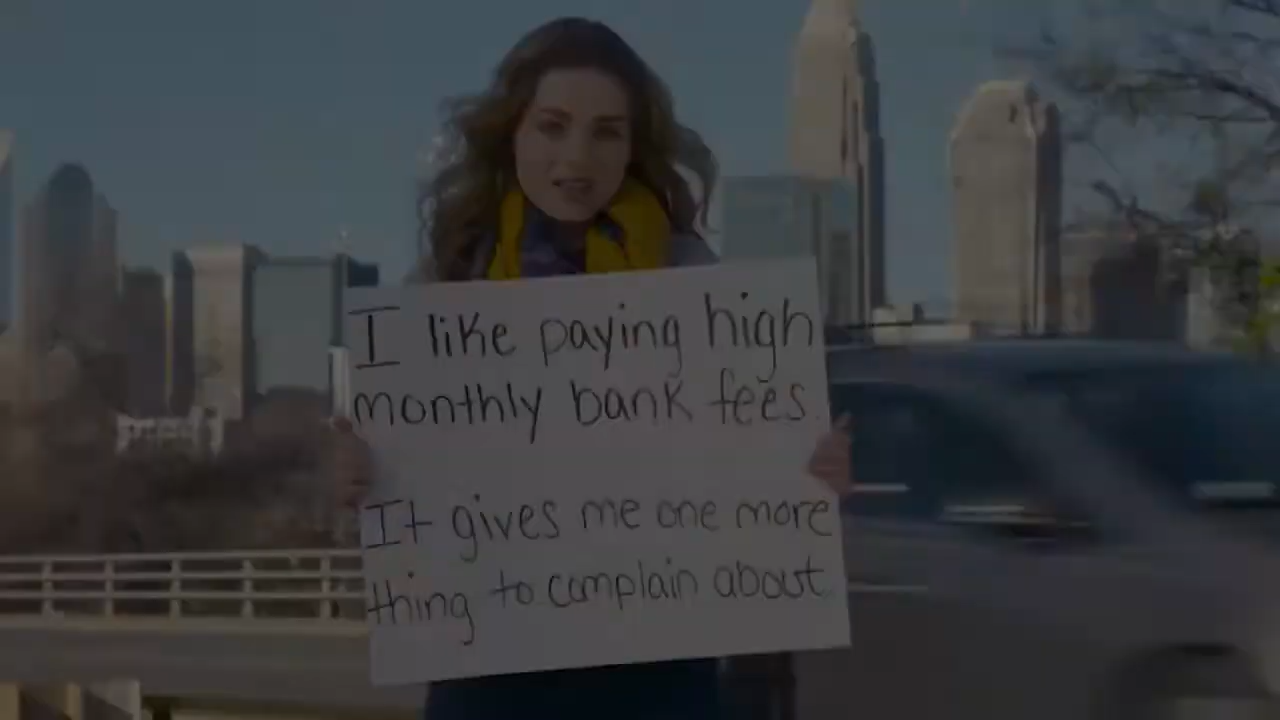 I like paying high
monthly bank fees.
It gives me one more
thing to complain about.